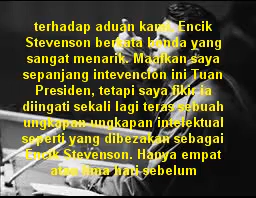 terhadap aduan kami. Encik
Stevenson berkata benda yang
sangat menarik. Maafkan saya
sepanjang intevencion ini Tuan
Presiden, tetapi saya fikir ia
diingati sekali lagi teras sebuah
ungkapan-ungkapan intelektual
seperti yang dibezakan sebagai
Encik Stevenson. Hanya empat
atau lima hari sebelum